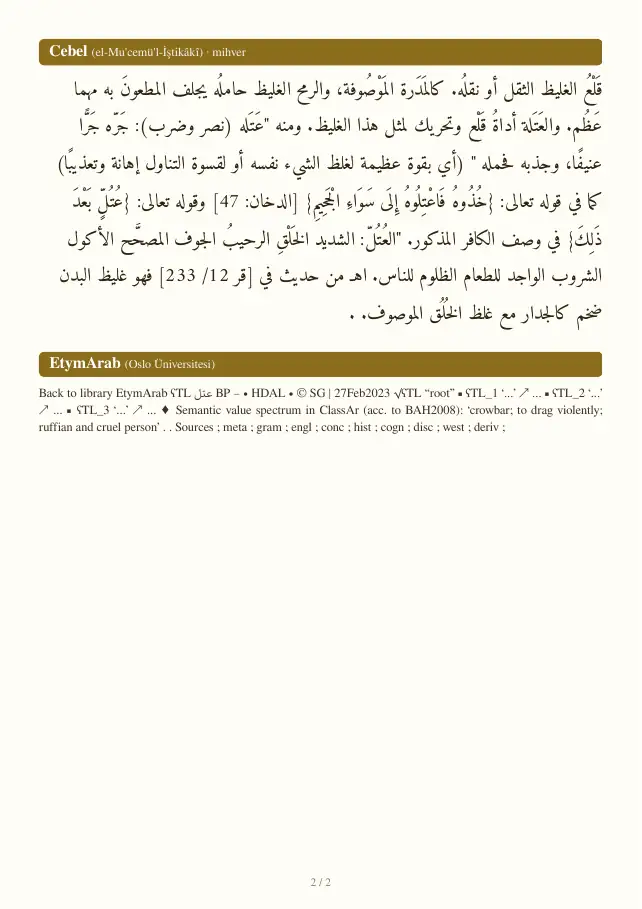 Cebel (el-Mu'cemü'l-İştikâkî) · mihver
قَلْعُ الغليظ الثقل أو نقلُه. كالمَدَرة المَوْصُوفة، والرمح الغليظ حاملُه يجلف المطعونَ به مهما
عَظُم. والعَتَلة أداةُ قَلْع وتحريك لمثل هذا الغليظ. ومنه "عَتَله (نصر وضرب): جَرّه جَرًّا
عنيفًا، وجذبه فحمله " (أي بقوة عظيمة لغلظ الشيء نفسه أو لقسوة التناول إهانة وتعذيبًا)
كما في قوله تعالى: {خُذُوهُ فَاعْتِلُوهُ إِلَى سَوَاءِ الْجَحِيمِ} [الدخان: 47] وقوله تعالى: {عُتُلٍّ بَعْدَ
ذَلِكَ} في وصف الكافر المذكور. "العُتُلّ: الشديد الخَلْقِ الرحيبُ الجوف المصحَّح الأكول
الشروب الواجد للطعام الظلوم للناس. اهـ من حديث في [قر 12/ 233] فهو غليظ البدن
ضخم كالجدار مع غلظ الخُلُق الموصوف. .
EtymArab (Oslo Üniversitesi)
Back to library EtymArab ʕTL عتل BP – • HDAL • © SG | 27Feb2023 √ʕTL “root” ▪ ʕTL_1 ‘...’ ↗ ... ▪ ʕTL_2 ‘...’
↗ ... ▪ ʕTL_3 ‘...’ ↗ ... ♦ Semantic value spectrum in ClassAr (acc. to BAH2008): ‘crowbar; to drag violently;
ruffian and cruel person’ . . Sources ; meta ; gram ; engl ; conc ; hist ; cogn ; disc ; west ; deriv ;
2 / 2